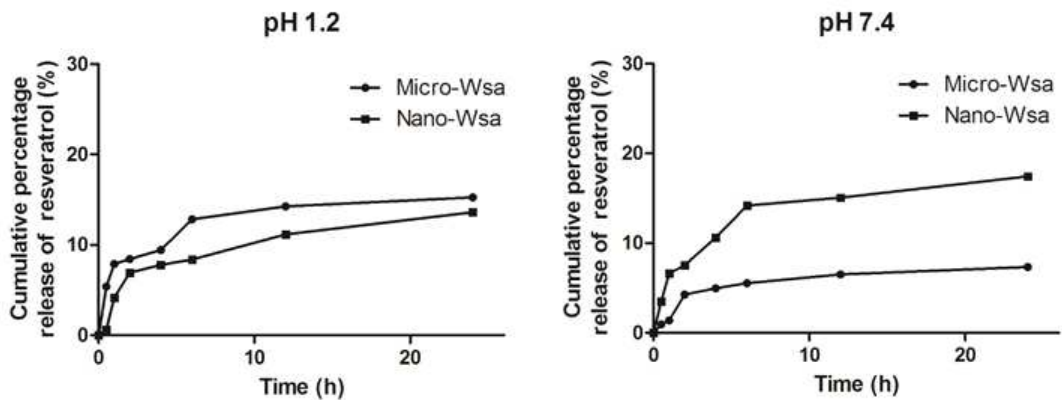 pH 1.2
Cumulative percentage
release of resveratrol (%)
30
20
10
0
0
10
20
Time (h)
Micro-Wsa
Nano-Wsa
pH 7.4
Cumulative percentage
release of resveratrol (%)
30
20
10
0
0
10
20
Time (h)
Micro-Wsa
Nano-Wsa